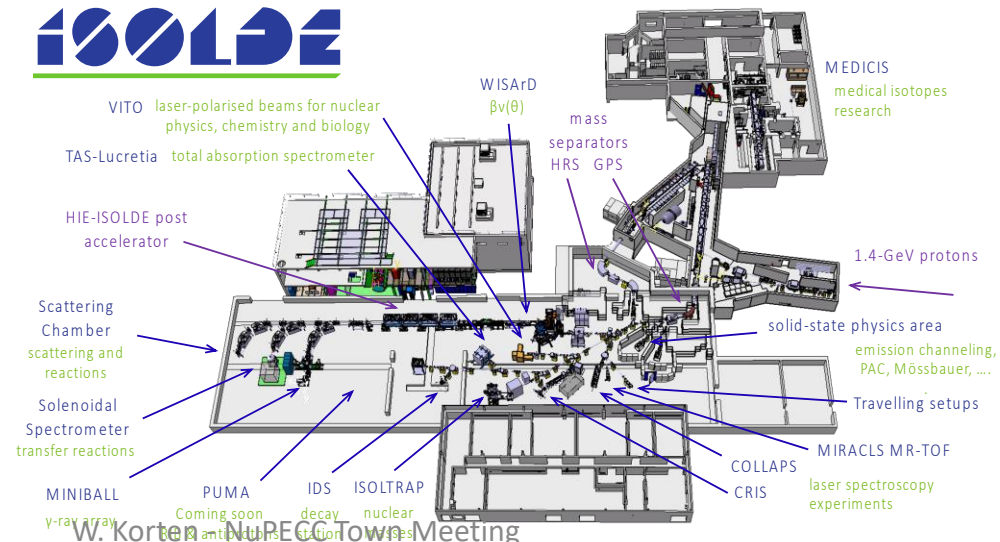 ISOLDE
WISArD
βν(θ)
MEDICIS
medical isotopes
research
VITO laser-polarised beams for nuclear
physics, chemistry and biology
mass
separators
HRS GPS
TAS-Lucretia total absorption spectrometer
HIE-ISOLDE post
accelerator
1.4-GeV protons
Scattering
Chamber
scattering and
reactions
solid-state physics area
emission channeling,
PAC, Mössbauer, ....
Solenoidal
Spectrometer
transfer reactions
Travelling setups
MIRACLS MR-TOF
COLLAPS
CRIS
laser spectroscopy
experiments
MINIBALL
γ-ray array
PUMA
Coming soon
IDS
decay
station
ISOLTRAP
nuclear
masses
W. Korten - NuPECC Town Meeting